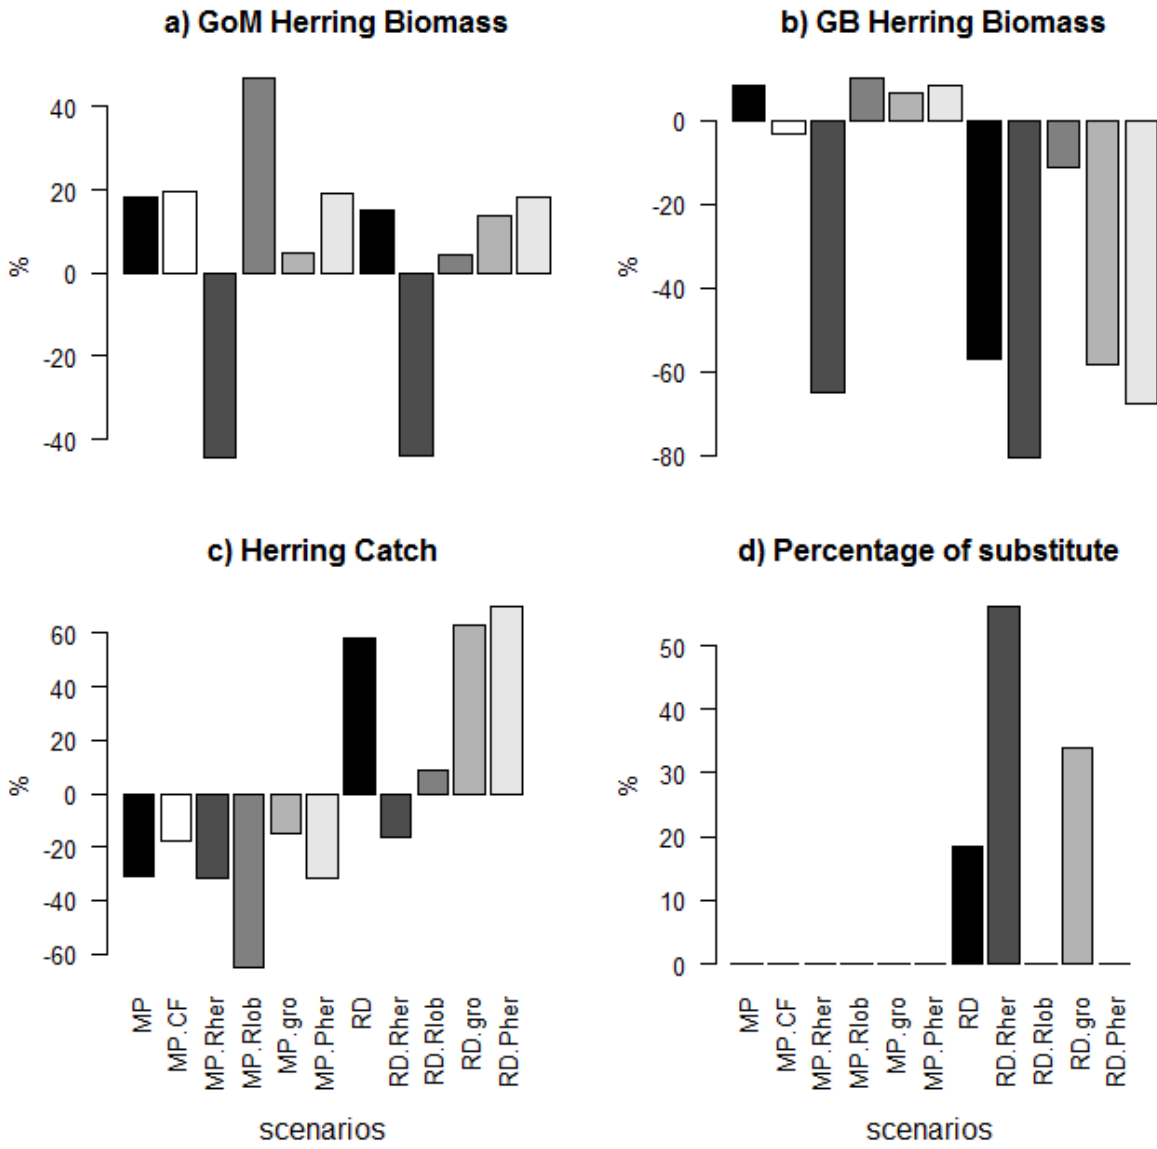 a) GoM Herring Biomass
40
20
0
-20
-40
%
b) GB Herring Biomass
0
-20
-40
-60
-80
%
c) Herring Catch
60
40
20
0
-20
-40
-60
%
MP
MP.CF
MP.Rher
MP.Rlob
MP.gro
MP.Pher
RD
RD.Rher
RD.Rlob
RD.gro
RD.Pher
scenarios
d) Percentage of substitute
50
40
30
20
10
0
%
MP
MP.CF
MP.Rher
MP.Rlob
MP.gro
MP.Pher
RD
RD.Rher
RD.Rlob
RD.gro
RD.Pher
scenarios